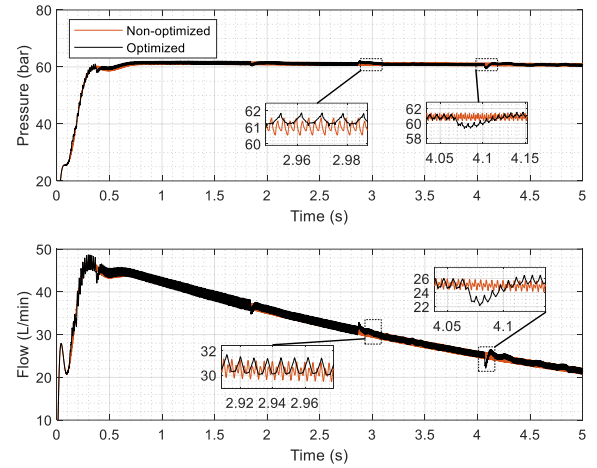 80
60
40
20
Pressure (bar)
Non-optimized
Optimized
62
61
60
2.96 2.98
62
60
58
4.05 4.1 4.15
0 0.5 1 1.5 2 2.5 3 3.5 4 4.5 5
Time (s)
50
40
30
20
10
Flow (L/min)
26
24
22
4.05 4.1
32
30
2.92 2.94 2.96
0 0.5 1 1.5 2 2.5 3 3.5 4 4.5 5
Time (s)